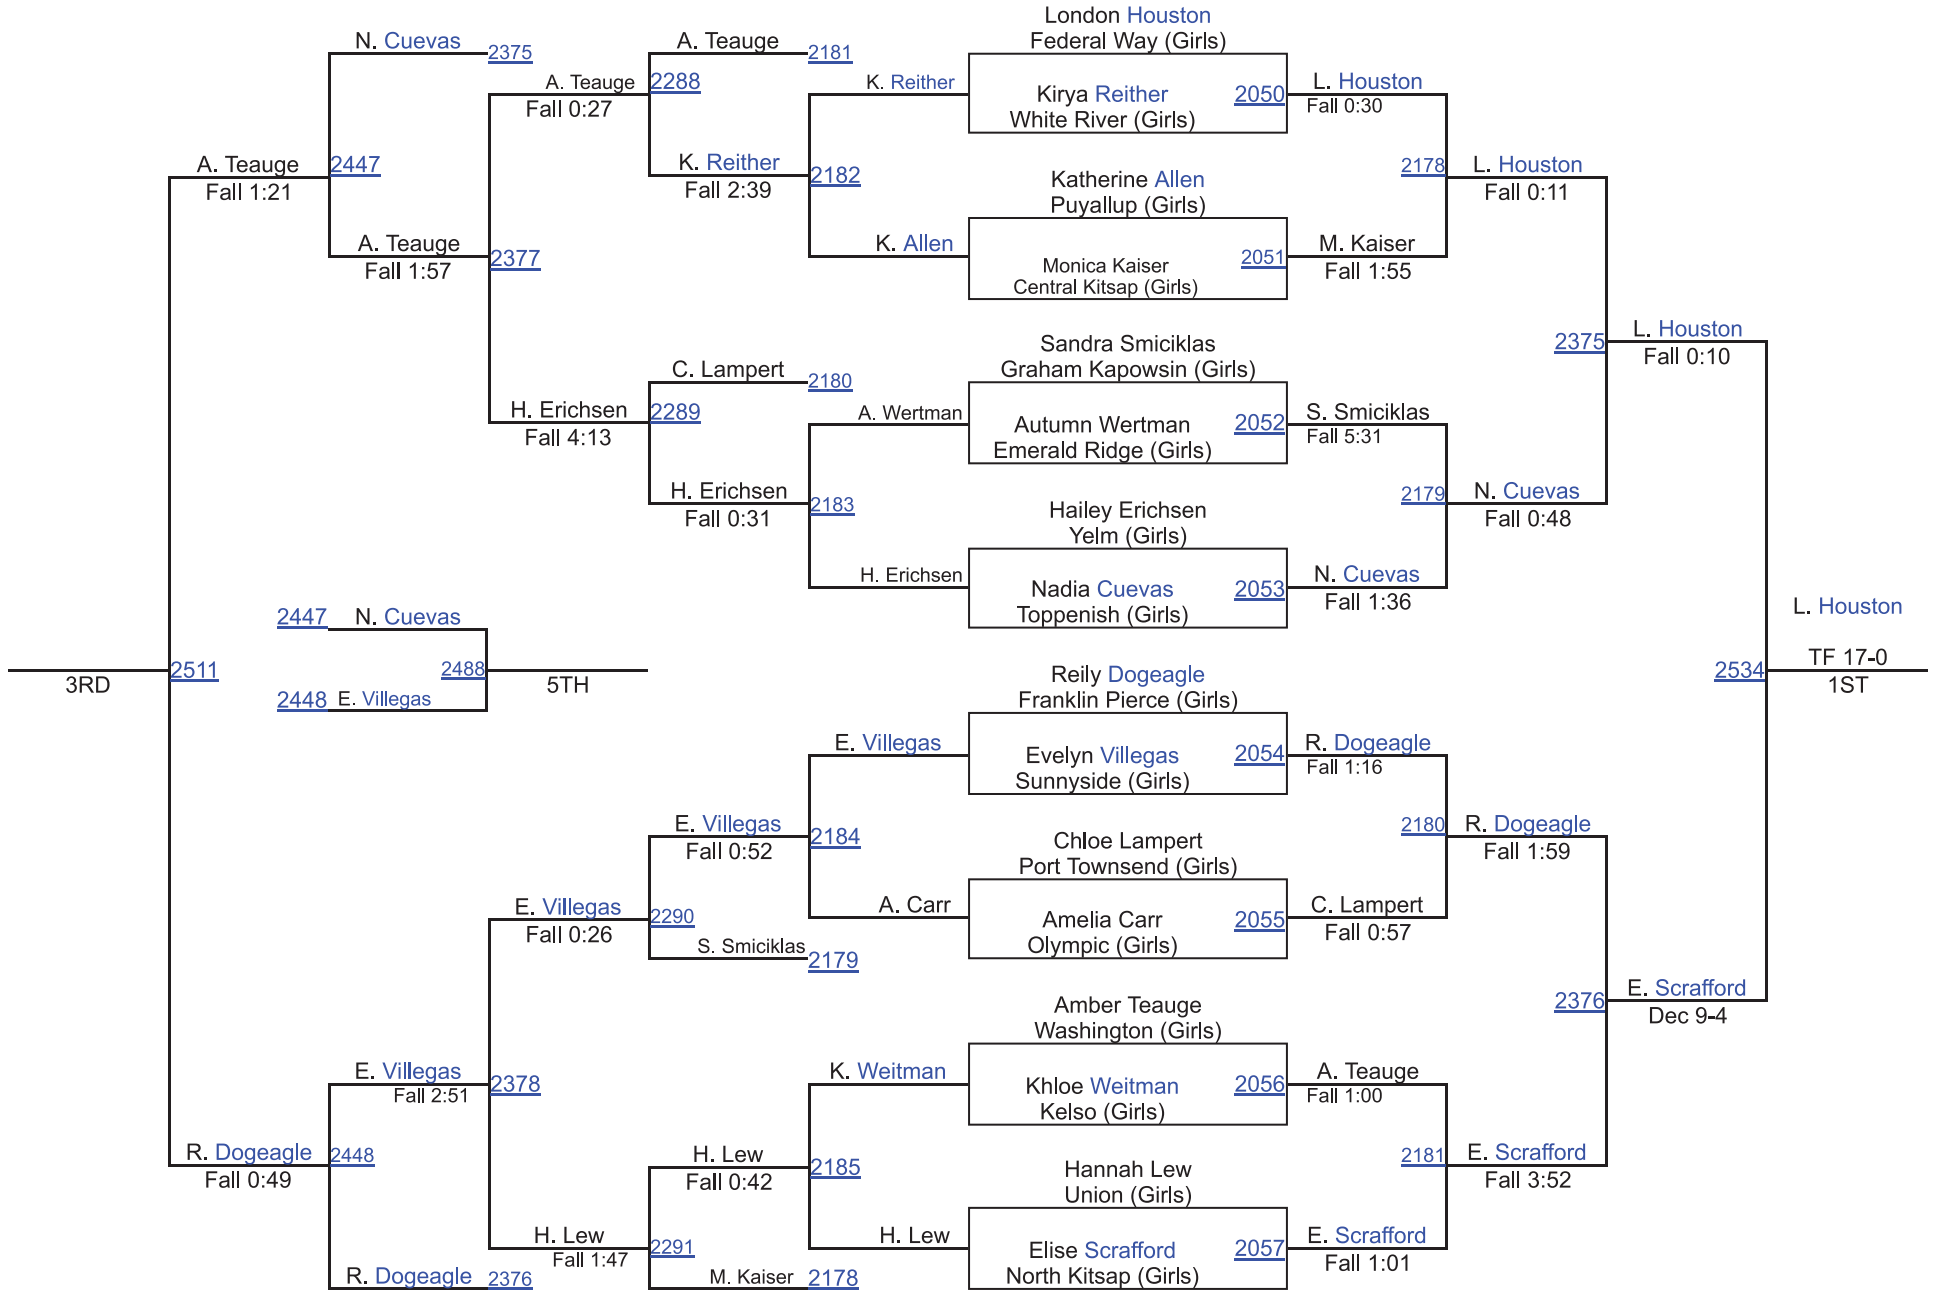 London Houston
Federal Way (Girls)
N. Cuevas 2375
A. Teauge 2181
A. Teauge 2288
K. Reither
Kirya Reither 2050
L. Houston
Fall 0:27
White River (Girls)
Fall 0:30
A. Teauge 2447
K. Reither 2182
2178 L. Houston
Fall 1:21
Fall 2:39
Katherine Allen
Puyallup (Girls)
Fall 0:11
A. Teauge 2377
K. Allen
M. Kaiser
Fall 1:57
Monica Kaiser 2051
Central Kitsap (Girls)
Fall 1:55
Sandra Smiciklas
Graham Kapowsin (Girls)
2375 L. Houston
Fall 0:10
C. Lampert 2180
H. Erichsen 2289
A. Wertman
Autumn Wertman 2052
S. Smiciklas
Fall 4:13
Emerald Ridge (Girls)
Fall 5:31
H. Erichsen 2183
2179 N. Cuevas
Fall 0:31
Hailey Erichsen
Yelm (Girls)
Fall 0:48
H. Erichsen
Nadia Cuevas 2053
N. Cuevas
Toppenish (Girls)
Fall 1:36
2447 N. Cuevas
L. Houston
2511
3RD
2488
5TH
2534 TF 17-0
1ST
2448 E. Villegas
Reily Dogeagle
Franklin Pierce (Girls)
E. Villegas
Evelyn Villegas 2054
R. Dogeagle
Sunnyside (Girls)
Fall 1:16
E. Villegas 2184
Fall 0:52
Chloe Lampert
Port Townsend (Girls)
2180 R. Dogeagle
Fall 1:59
E. Villegas 2290
Fall 0:26
A. Carr
Amelia Carr 2055
Olympic (Girls)
C. Lampert
Fall 0:57
S. Smiciklas 2179
Amber Teauge
Washington (Girls)
2376 E. Scrafford
Dec 9-4
E. Villegas 2378
Fall 2:51
K. Weitman
Khloe Weitman 2056
Kelso (Girls)
A. Teauge
Fall 1:00
R. Dogeagle 2448
Fall 0:49
H. Lew 2185
Fall 0:42
Hannah Lew
Union (Girls)
2181 E. Scrafford
Fall 3:52
H. Lew 2291
Fall 1:47
H. Lew
Elise Scrafford 2057
North Kitsap (Girls)
E. Scrafford
Fall 1:01
R. Dogeagle 2376
M. Kaiser 2178